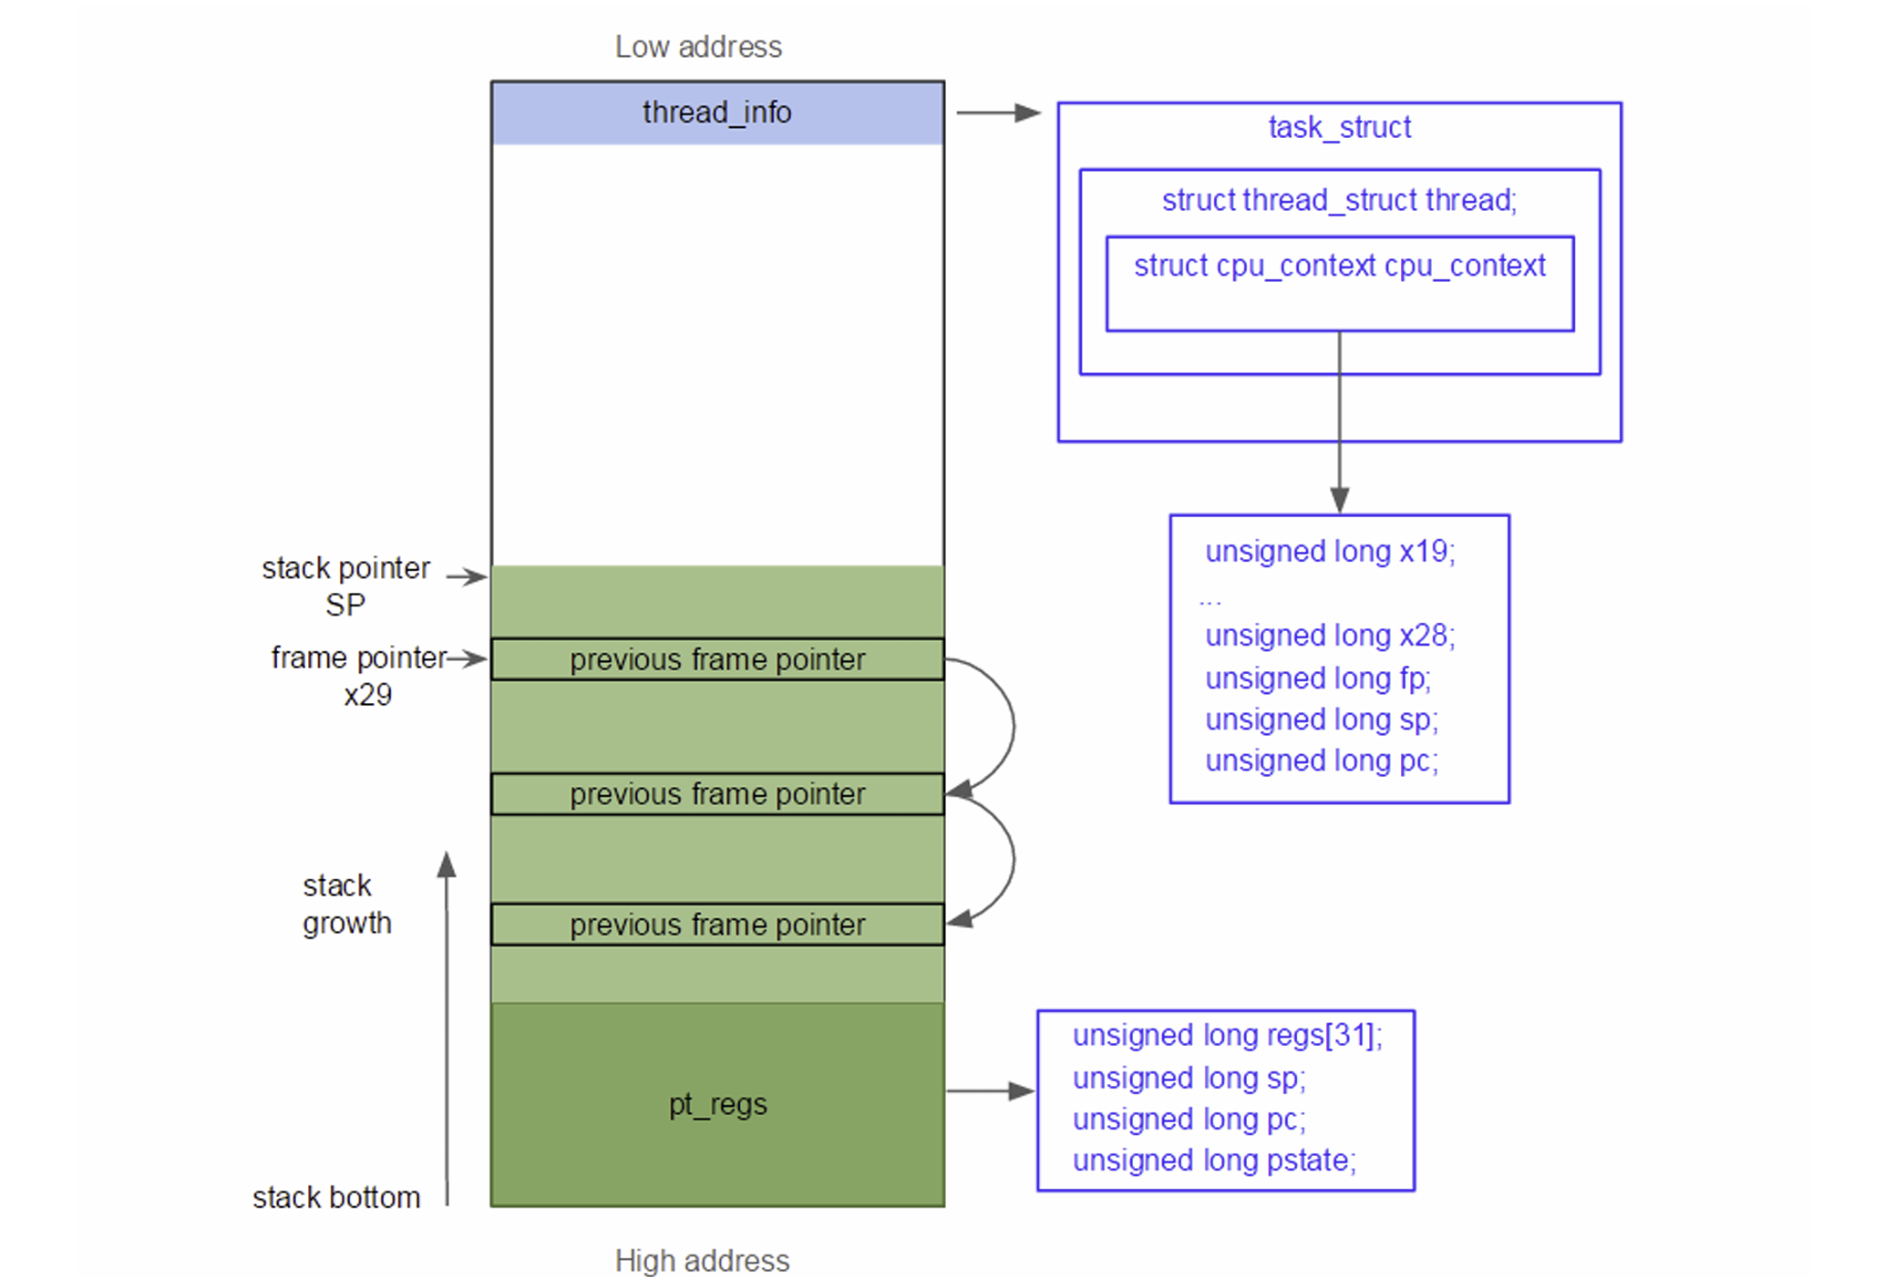 Low address
thread_info
task_struct
struct thread_struct thread;
struct cpu_context cpu_context
unsigned long x19;
...
unsigned long x28;
unsigned long fp;
unsigned long sp;
unsigned long pc;
stack pointer
SP
frame pointer
x29
previous frame pointer
previous frame pointer
previous frame pointer
stack
growth
pt_regs
unsigned long regs[31];
unsigned long sp;
unsigned long pc;
unsigned long pstate;
stack bottom
High address